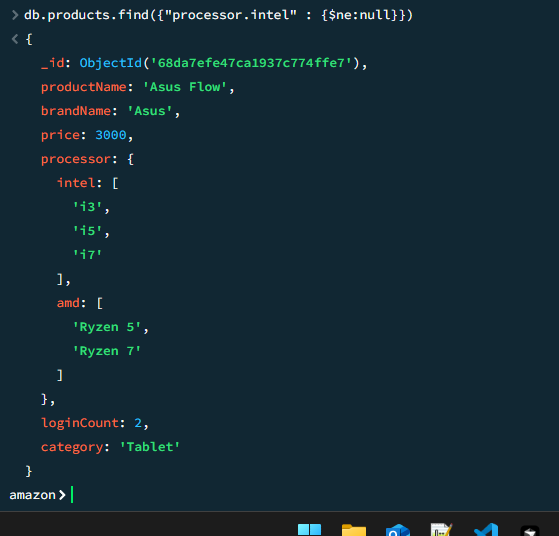 > db.products.find({"processor.intel" : {$ne:null}})
< {
_id: ObjectId('68da7efe47ca1937c774ffe7'),
productName: 'Asus Flow',
brandName: 'Asus',
price: 3000,
processor: {
intel: [
'i3',
'i5',
'i7'
],
amd: [
'Ryzen 5',
'Ryzen 7'
]
},
loginCount: 2,
category: 'Tablet'
}
amazon>